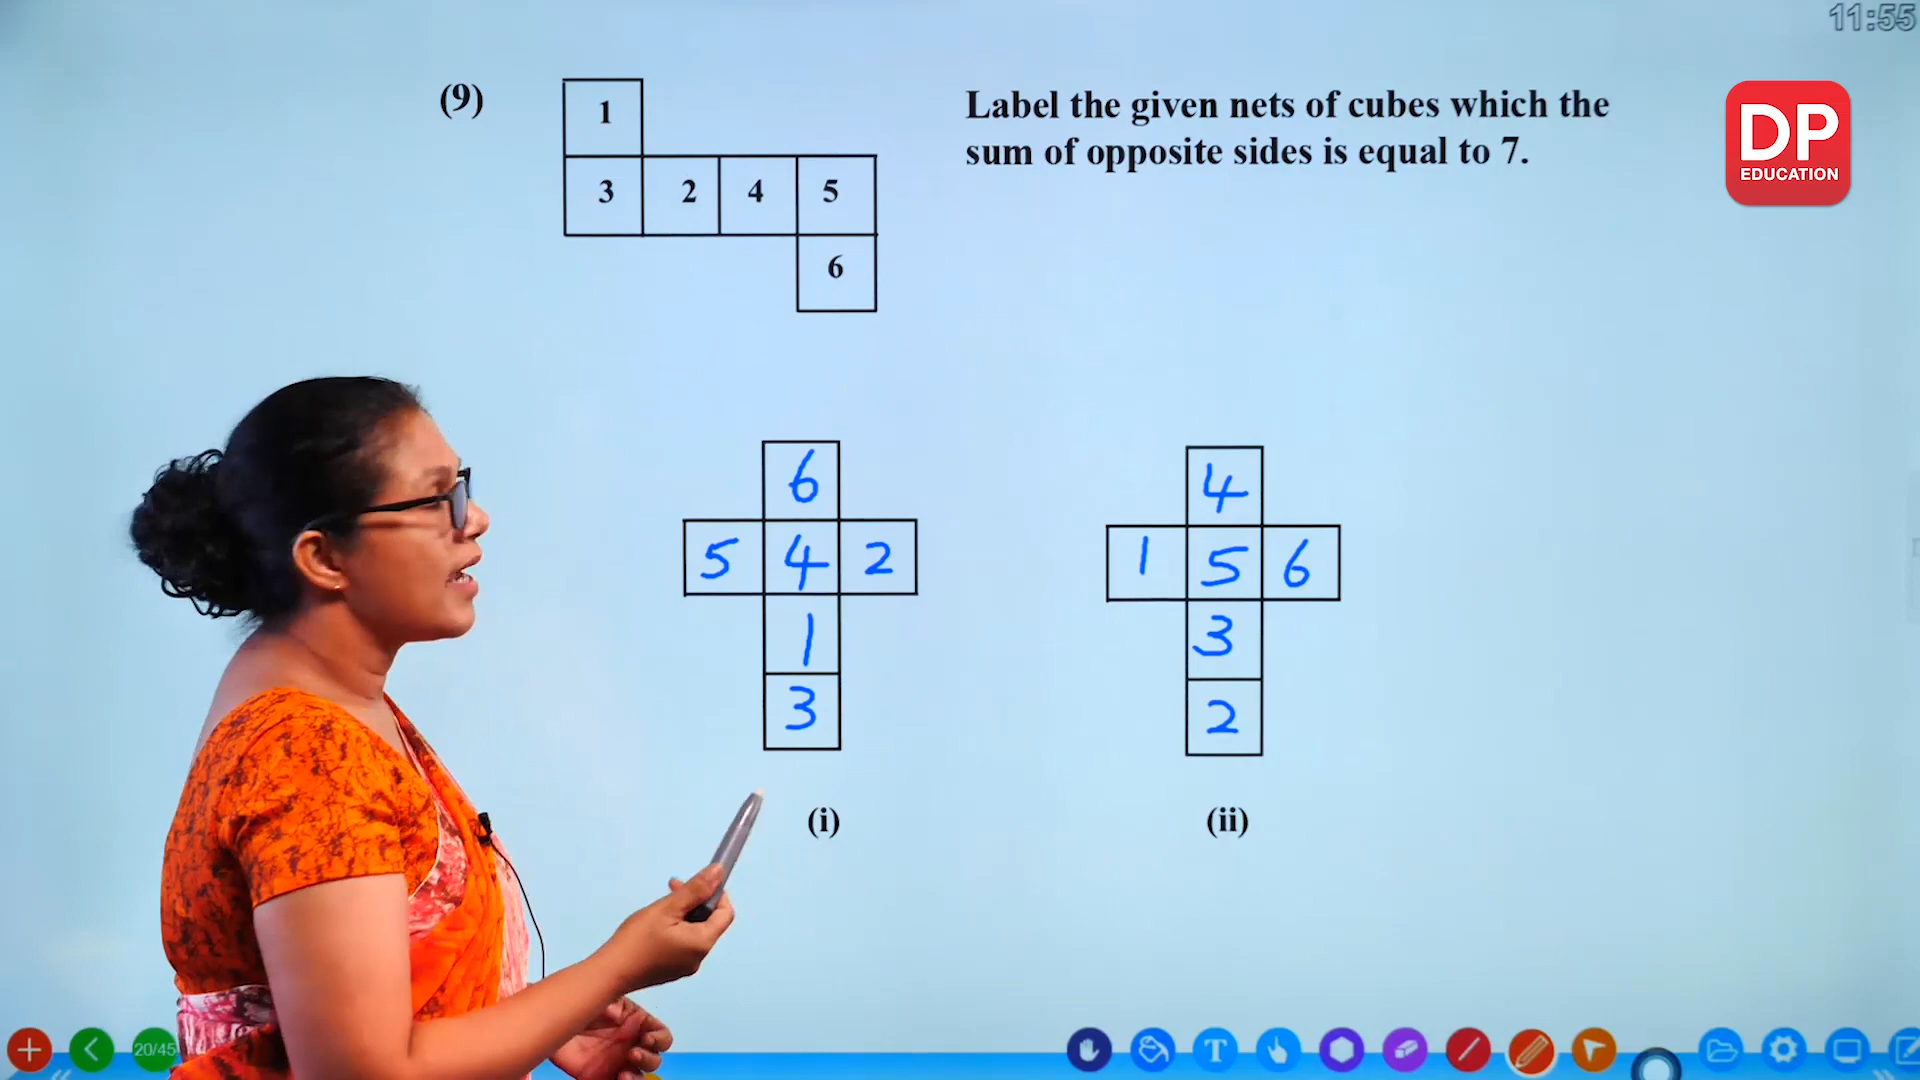 11:55
(9)
1
3 2 4 5
6
Label the given nets of cubes which the
sum of opposite sides is equal to 7.
DP
EDUCATION
6
5 4 2
1
3
(i)
4
1 5 6
3
2
(ii)
20/45
T